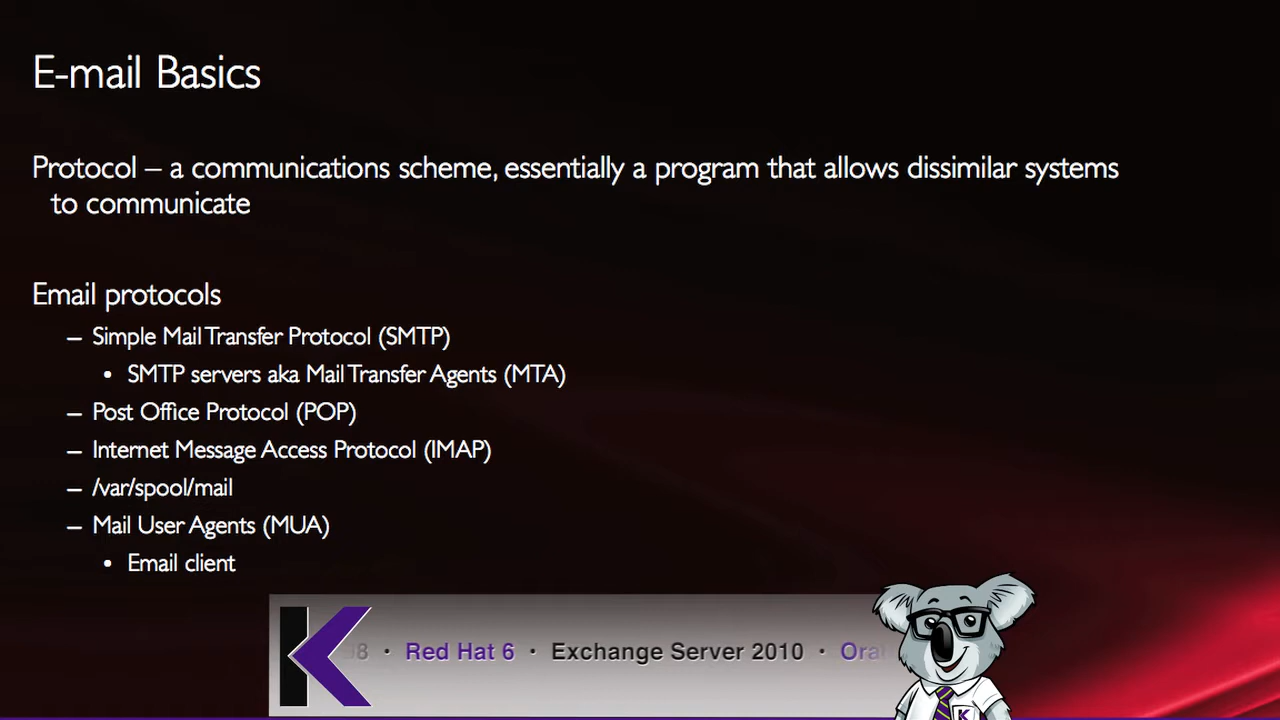 E-mail Basics
Protocol – a communications scheme, essentially a program that allows dissimilar systems
to communicate
Email protocols
– Simple Mail Transfer Protocol (SMTP)
• SMTP servers aka Mail Transfer Agents (MTA)
– Post Office Protocol (POP)
– Internet Message Access Protocol (IMAP)
– /var/spool/mail
– Mail User Agents (MUA)
• Email client
K • Red Hat 6 • Exchange Server 2010 •
K